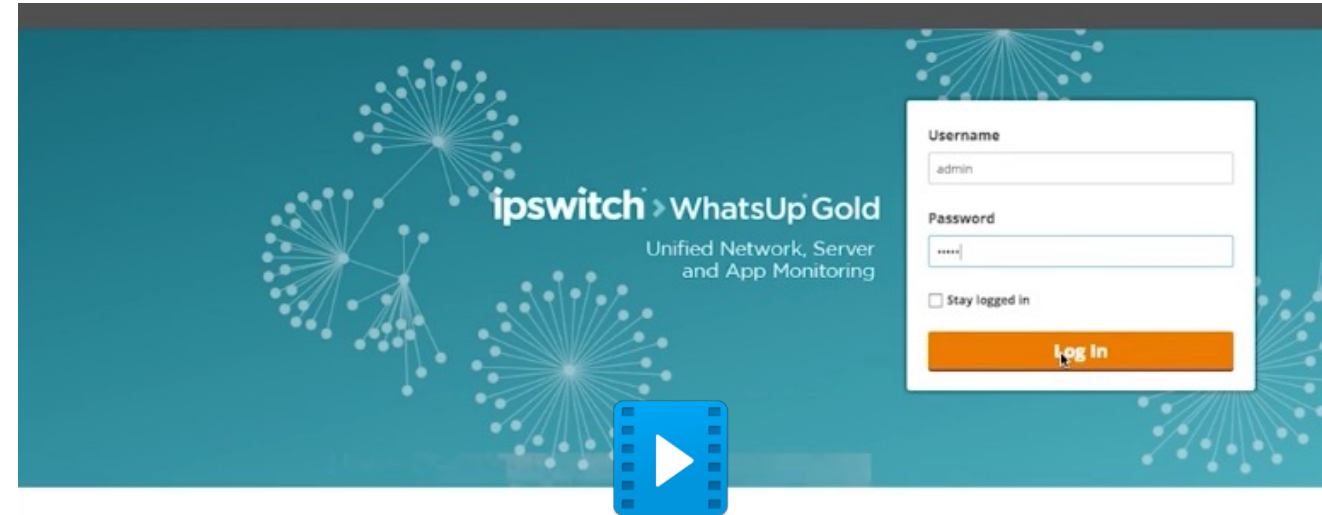 ipswitch > WhatsUp Gold
Unified Network, Server
and App Monitoring
Username
admin
Password
•••••
Stay logged in
Log In